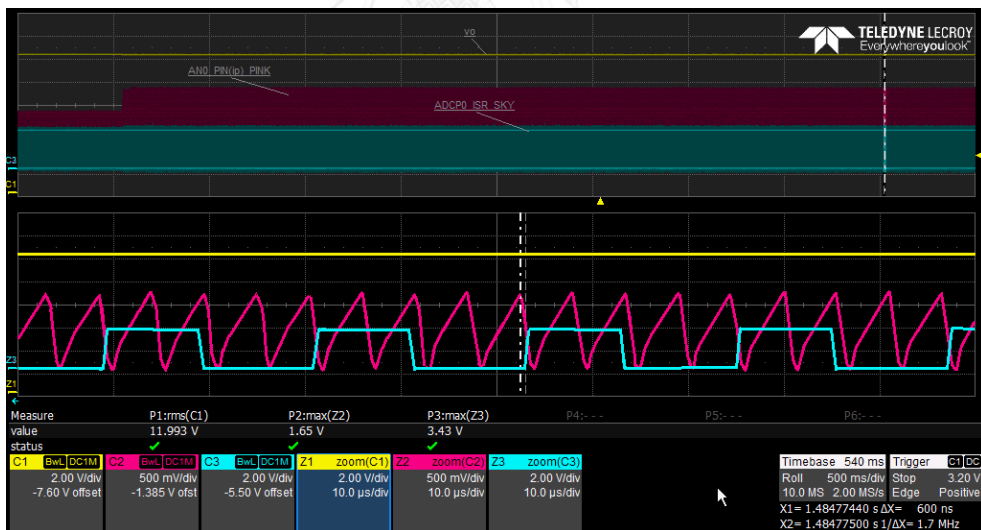 TELEDYNE LECROY
Everywhereyoulook™
V0
AN0_PIN(ip)_PINK
ADCP0_ISR_SKY
C3
C1
Z3
Z1
Measure P1:rms(C1) P2:max(Z2) P3:max(Z3) P4:- - - P5:- - - P6:- - -
value 11.993 V 1.65 V 3.43 V
status
C1 BwL DC1M C2 BwL DC1M C3 BwL DC1M Z1 zoom(C1) Z2 zoom(C2) Z3 zoom(C3) Timebase 540 ms Trigger C1 DC
2.00 V/div 500 mV/div 2.00 V/div 2.00 V/div 500 mV/div 2.00 V/div Roll 500 ms/div Stop 3.20 V
-7.60 V offset -1.385 V ofst -5.50 V offset 10.0 µs/div 10.0 µs/div 10.0 µs/div 10.0 MS 2.00 MS/s Edge Positive
X1= 1.48477440 s ΔX= 600 ns
X2= 1.48477500 s 1/ΔX= 1.7 MHz